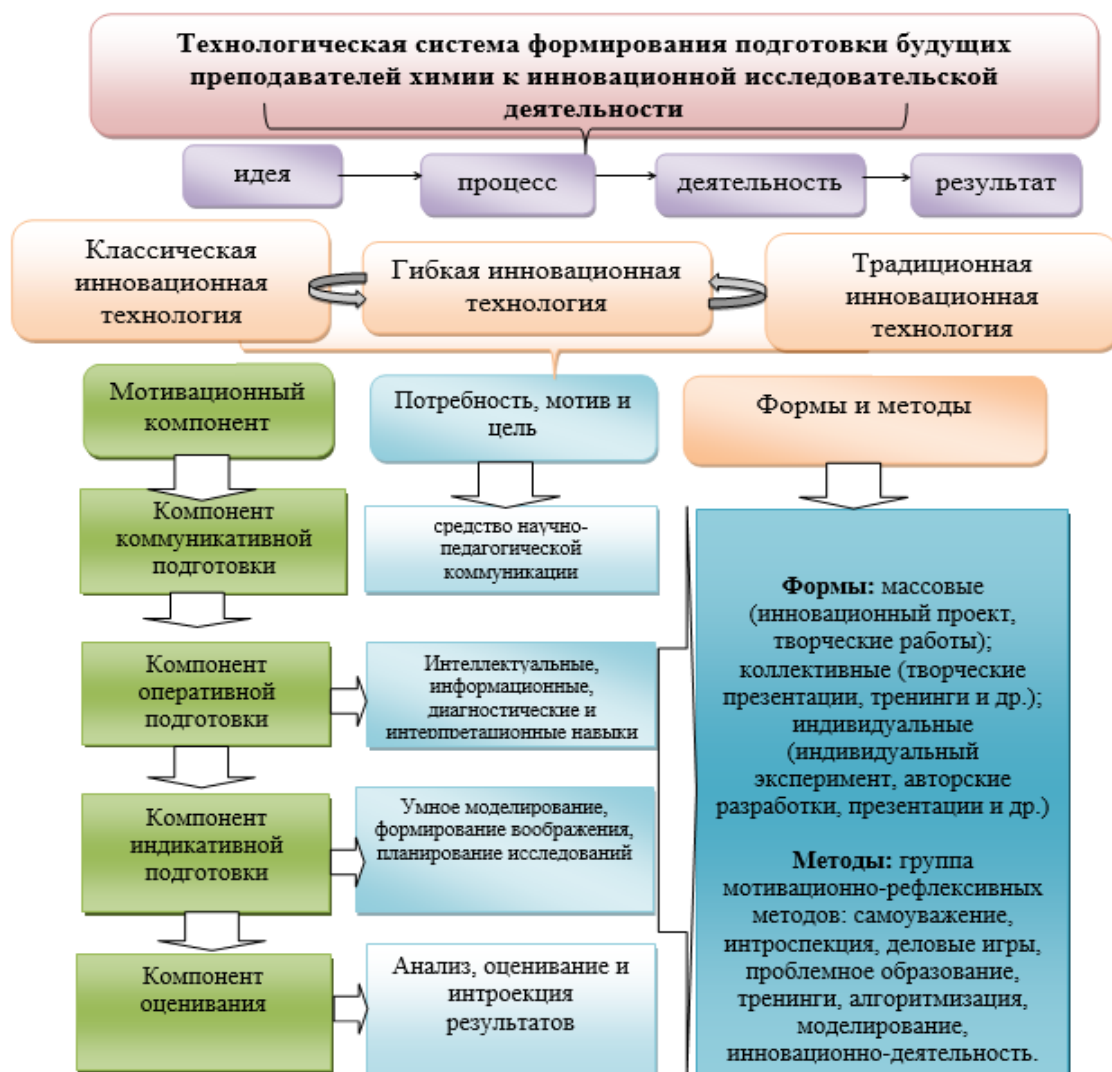 Технологическая система формирования подготовки будущих
преподавателей химии к инновационной исследовательской
деятельности
идея
процесс
деятельность
результат
Классическая
инновационная
технология
Гибкая инновационная
технология
Традиционная
инновационная
технология
Мотивационный
компонент
Потребность, мотив и
цель
Формы и методы
Компонент
коммуникативной
подготовки
средство научно-
педагогической
коммуникации
Компонент
оперативной
подготовки
Интеллектуальные,
информационные,
диагностические и
интерпретационные навыки
Компонент
индикативной
подготовки
Умное моделирование,
формирование воображения,
планирование исследований
Компонент
оценивания
Анализ, оценивание и
интроекция
результатов
Формы: массовые
(инновационный проект,
творческие работы);
коллективные (творческие
презентации, тренинги и др.);
индивидуальные
(индивидуальный
эксперимент, авторские
разработки, презентации и др.)
Методы: группа
мотивационно-рефлексивных
методов: самоуважение,
интроспекция, деловые игры,
проблемное образование,
тренинги, алгоритмизация,
моделирование,
инновационно-деятельность.